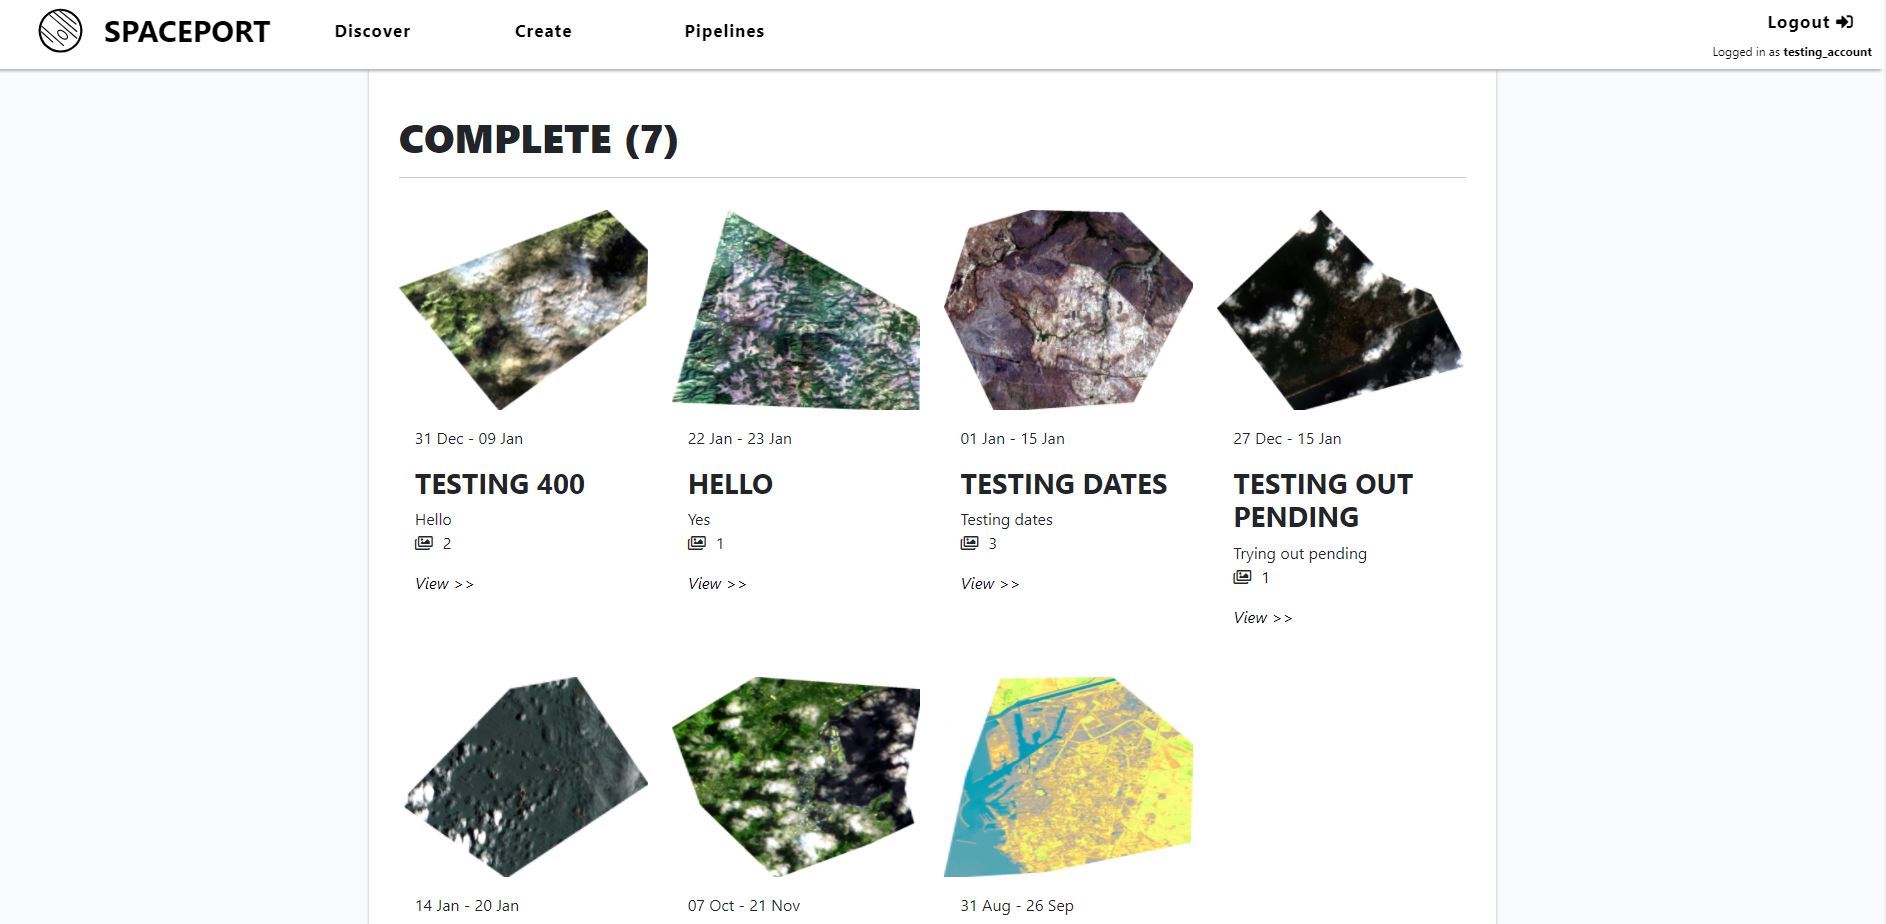 SPACEPORT
Discover
Create
Pipelines
Logout
Logged in as testing_account
COMPLETE (7)
31 Dec - 09 Jan
TESTING 400
Hello
2
View >>
22 Jan - 23 Jan
HELLO
Yes
1
View >>
01 Jan - 15 Jan
TESTING DATES
Testing dates
3
View >>
27 Dec - 15 Jan
TESTING OUT
PENDING
Trying out pending
1
View >>
14 Jan - 20 Jan
07 Oct - 21 Nov
31 Aug - 26 Sep